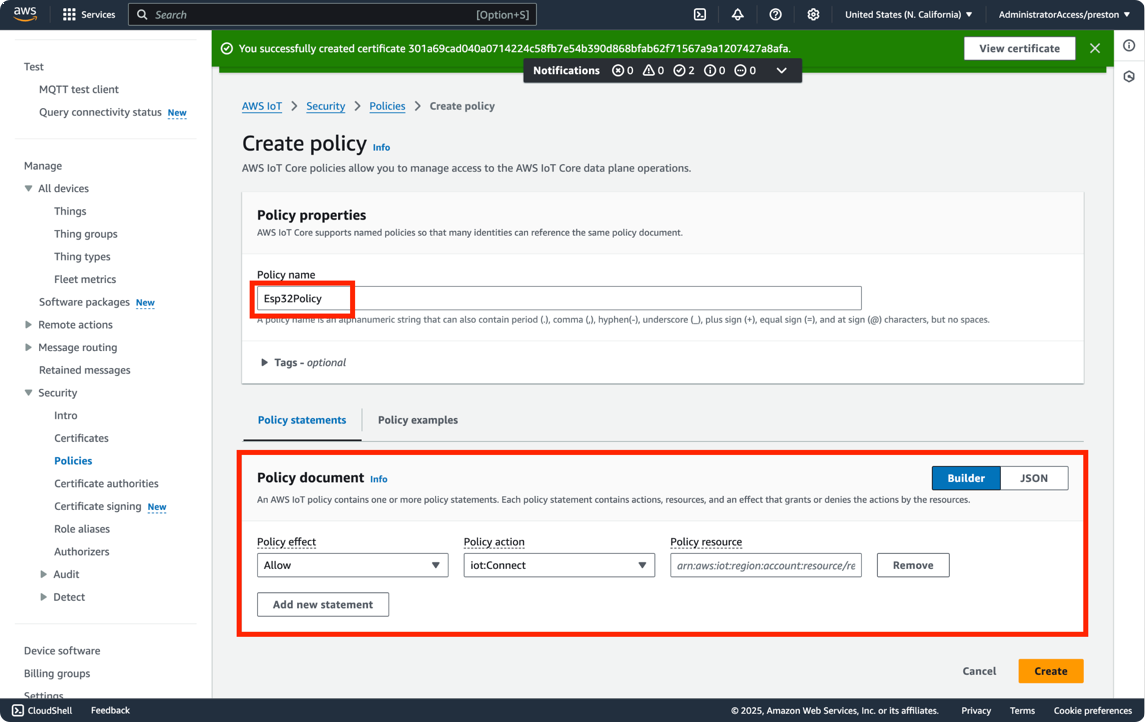 aws
Services
Search
[Option+S]
United States (N. California)
AdministratorAccess/preston
You successfully created certificate 301a69cad040a0714224c58fb7e54b390d868bfab62f71567a9a1207427a8afa.
View certificate
Notifications 0 0 2 0 0
Test
MQTT test client
Query connectivity status New
Manage
All devices
Things
Thing groups
Thing types
Fleet metrics
Software packages New
Remote actions
Message routing
Retained messages
Security
Intro
Certificates
Policies
Certificate authorities
Certificate signing New
Role aliases
Authorizers
Audit
Detect
Device software
Billing groups
Settings
AWS IoT > Security > Policies > Create policy
Create policy Info
AWS IoT Core policies allow you to manage access to the AWS IoT Core data plane operations.
Policy properties
AWS IoT Core supports named policies so that many identities can reference the same policy document.
Policy name
Esp32Policy
A policy name is an alphanumeric string that can also contain period (.), comma (,), hyphen(-), underscore (_), plus sign (+), equal sign (=), and at sign (@) characters, but no spaces.
Tags - optional
Policy statements
Policy examples
Policy document Info
Builder
JSON
An AWS IoT policy contains one or more policy statements. Each policy statement contains actions, resources, and an effect that grants or denies the actions by the resources.
Policy effect
Policy action
Policy resource
Allow
iot:Connect
arn:aws:iot:region:account:resource/re
Remove
Add new statement
Cancel
Create
CloudShell
Feedback
© 2025, Amazon Web Services, Inc. or its affiliates.
Privacy
Terms
Cookie preferences